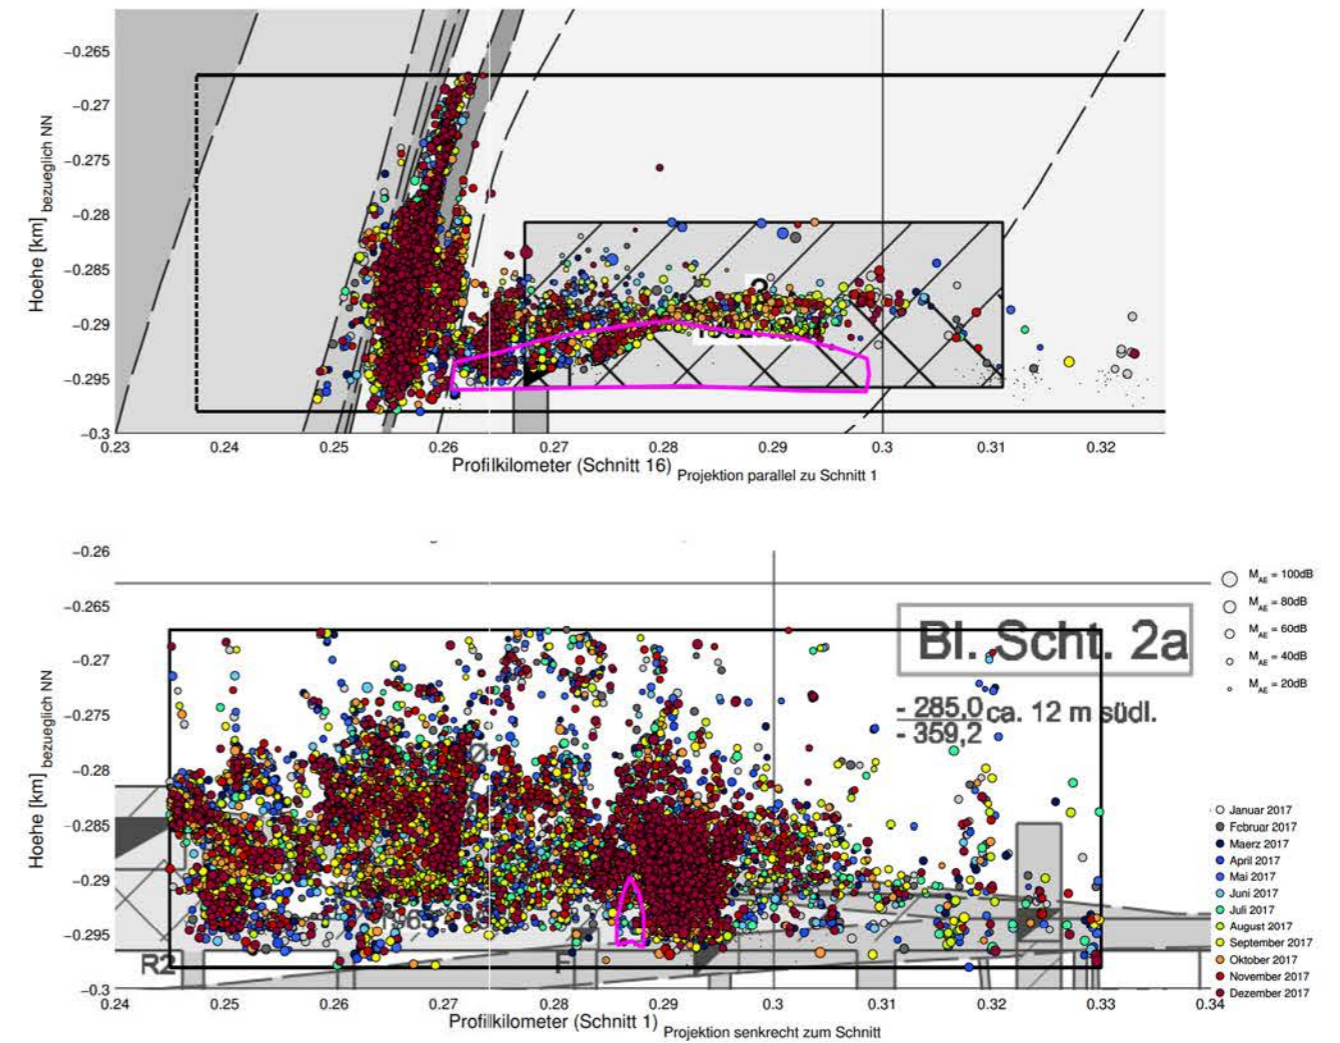 −0.265
−0.27
−0.275
−0.28
−0.285
−0.29
−0.295
−0.3
Hoehe [km] bezueglich NN
0.23 0.24 0.25 0.26 0.27 0.28 0.29 0.3 0.31 0.32
Profilkilometer (Schnitt 16) Projektion parallel zu Schnitt 1
−0.26
−0.265
−0.27
−0.275
−0.28
−0.285
−0.29
−0.295
−0.3
Hoehe [km] bezueglich NN
Bl. Scht. 2a
- 285,0 ca. 12 m südl.
- 359,2
R2
F
0.24 0.25 0.26 0.27 0.28 0.29 0.3 0.31 0.32 0.33 0.34
Profilkilometer (Schnitt 1) Projektion senkrecht zum Schnitt
M AE = 100dB
M AE = 80dB
M AE = 60dB
M AE = 40dB
M AE = 20dB
Januar 2017
Februar 2017
Maerz 2017
April 2017
Mai 2017
Juni 2017
Juli 2017
August 2017
September 2017
Oktober 2017
November 2017
Dezember 2017